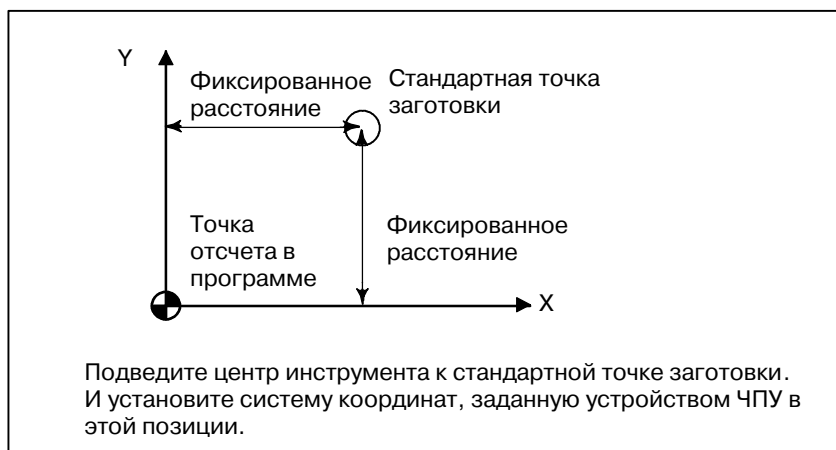 Y
Фиксированное
расстояние
Стандартная точка
заготовки
Точка
отсчета в
программе
Фиксированное
расстояние
X
Подведите центр инструмента к стандартной точке заготовки.
И установите систему координат, заданную устройством ЧПУ в
этой позиции.